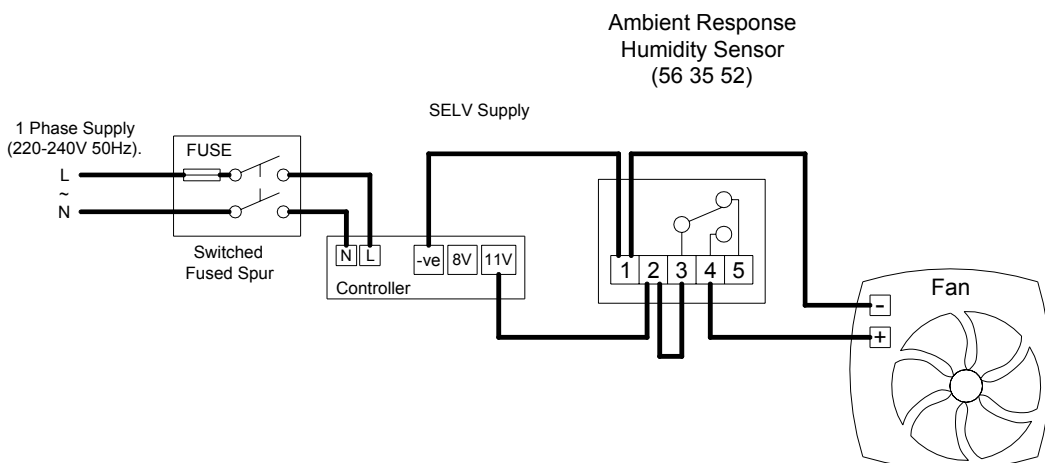 Ambient Response
Humidity Sensor
(56 35 52)
SELV Supply
1 Phase Supply
(220-240V 50Hz).
L
~
N
FUSE
Switched
Fused Spur
N L -ve 8V 11V
Controller
1 2 3 4 5
Fan
-
+